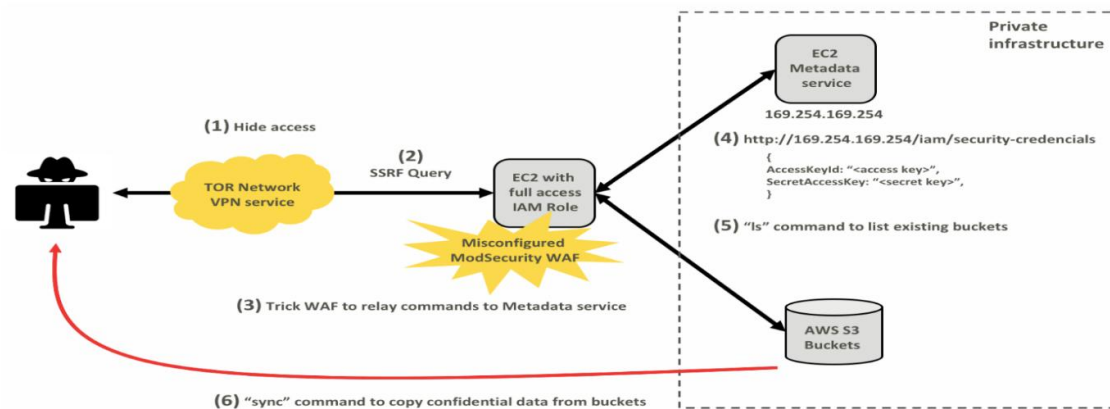 Private
infrastructure
EC2
Metadata
service
169.254.169.254
(1) Hide access
(2)
SSRF Query
(4) http://169.254.169.254/iam/security-credencials
{
AccessKeyId: “<access key>”,
SecretAccessKey: “<secret key>”,
}
TOR Network
VPN service
EC2 with
full access
IAM Role
(5) “ls” command to list existing buckets
Misconfigured
ModSecurity WAF
(3) Trick WAF to relay commands to Metadata service
AWS S3
Buckets
(6) “sync” command to copy confidential data from buckets